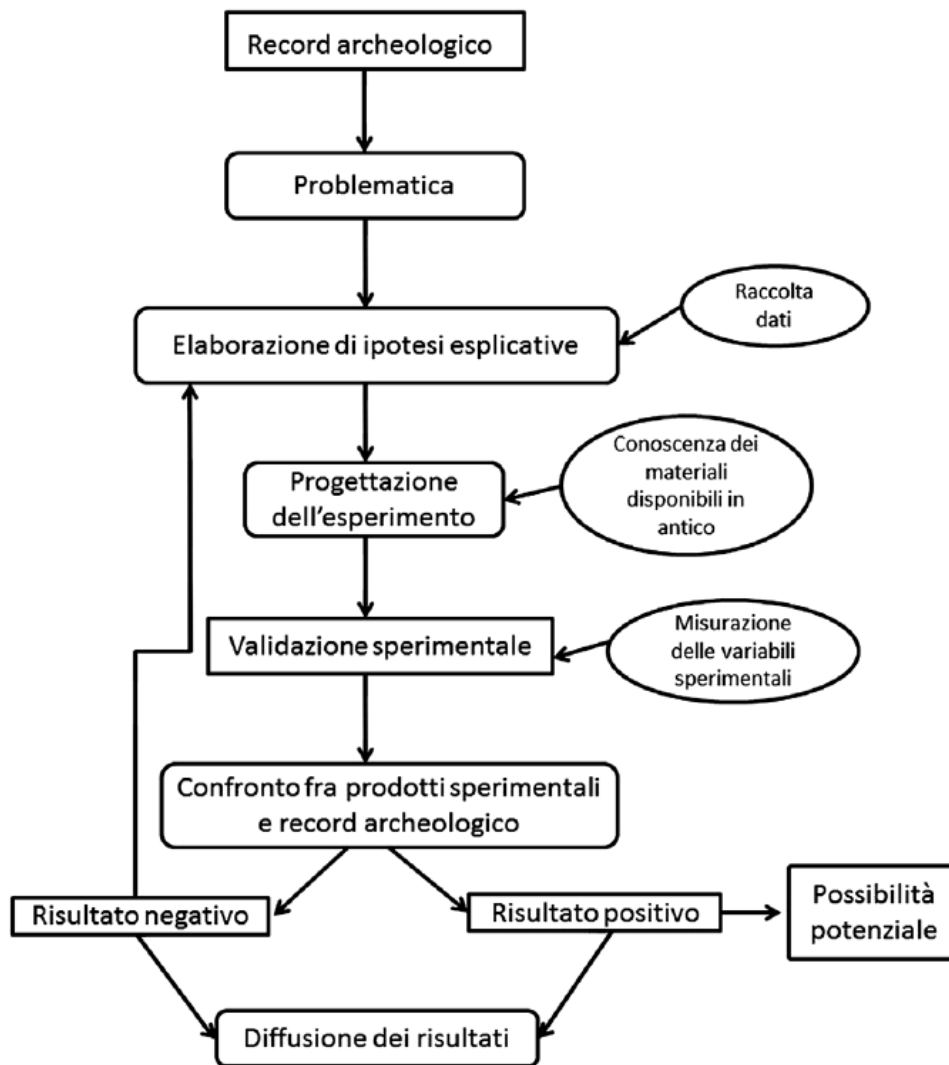 Record archeologico
Problematica
Raccolta
dati
Elaborazione di ipotesi esplicative
Conoscenza dei
materiali
disponibili in
antico
Progettazione
dell'esperimento
Misurazione
delle variabili
sperimentali
Validazione sperimentale
Confronto fra prodotti sperimentali
e record archeologico
Risultato negativo
Risultato positivo
Possibilità
potenziale
Diffusione dei risultati